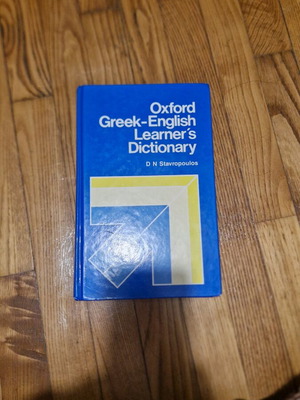 Oxford
Greek-English
Learner's
Dictionary
D N Stavropoulos